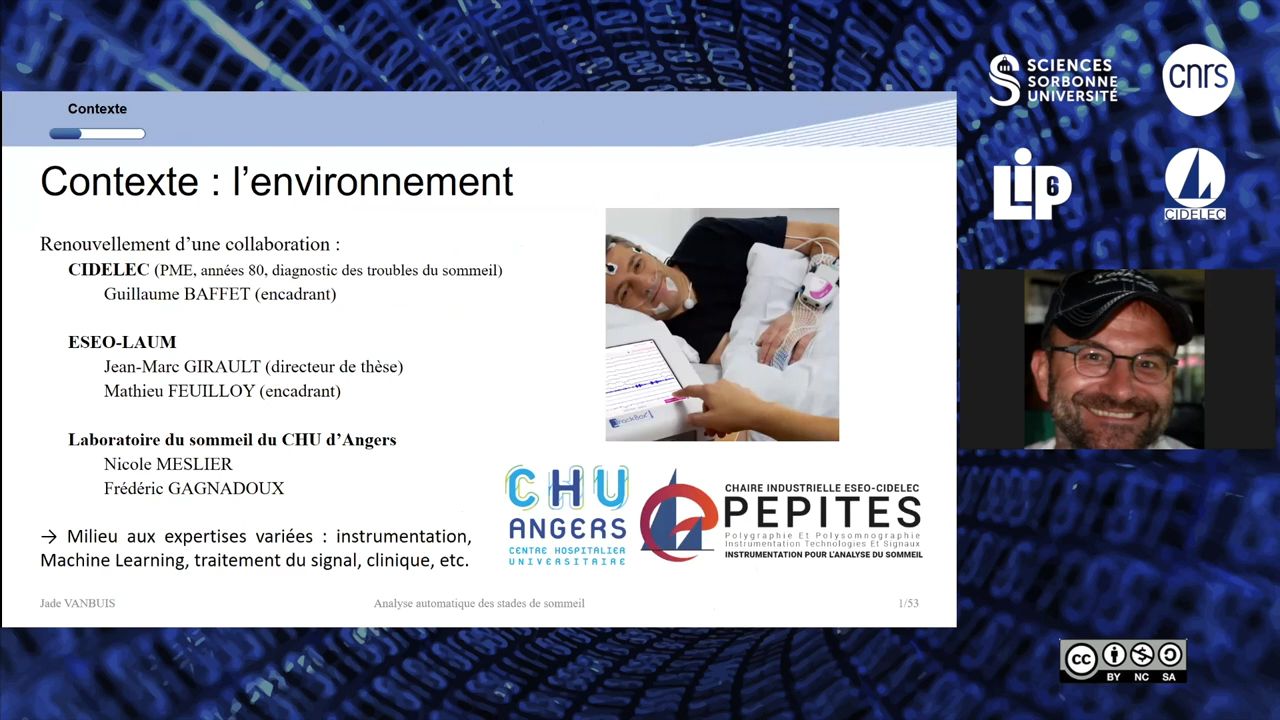 Contexte
Contexte : l’environnement
Renouvellement d’une collaboration :
CIDELEC (PME, années 80, diagnostic des troubles du sommeil)
Guillaume BAFFET (encadrant)
ESEO-LAUM
Jean-Marc GIRAULT (directeur de thèse)
Mathieu FEUILLOY (encadrant)
Laboratoire du sommeil du CHU d’Angers
Nicole MESLIER
Frédéric GAGNADOUX
→ Milieu aux expertises variées : instrumentation,
Machine Learning, traitement du signal, clinique, etc.
CHU
ANGERS
CENTRE HOSPITALIER
UNIVERSITAIRE
CHAIRE INDUSTRIELLE ESEO-CIDELEC
PEPITES
Polygraphie Et Polysomnographie
Instrumentation Technologies Et Signaux
INSTRUMENTATION POUR L’ANALYSE DU SOMMEIL
Jade VANBUIS
Analyse automatique des stades de sommeil
1/53
SCIENCES
SORBONNE
UNIVERSITÉ
cnrs
LIP6
CIDELEC
cc
BY NC SA